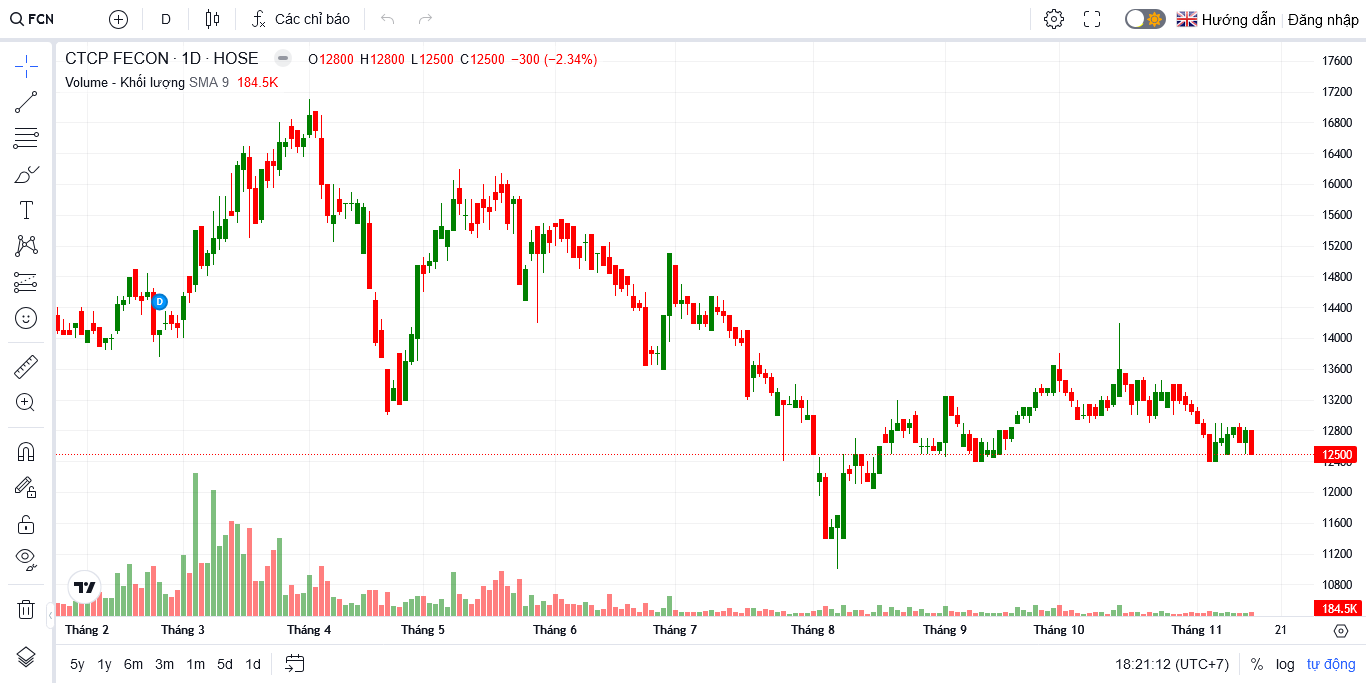 FCN D Các chỉ báo Hướng dẫn Đăng nhập
CTCP FECON · 1D · HOSE O12800 H12800 L12500 C12500 −300 (−2.34%)
Volume - Khối lượng SMA 9 184.5K
17600
17200
16800
16400
16000
15600
15200
14800
D
14400
14000
13600
13200
12800
12500
12400
12000
11600
11200
10800
184.5K
Tháng 2 Tháng 3 Tháng 4 Tháng 5 Tháng 6 Tháng 7 Tháng 8 Tháng 9 Tháng 10 Tháng 11 21
5y 1y 6m 3m 1m 5d 1d 18:21:12 (UTC+7) % log tự động